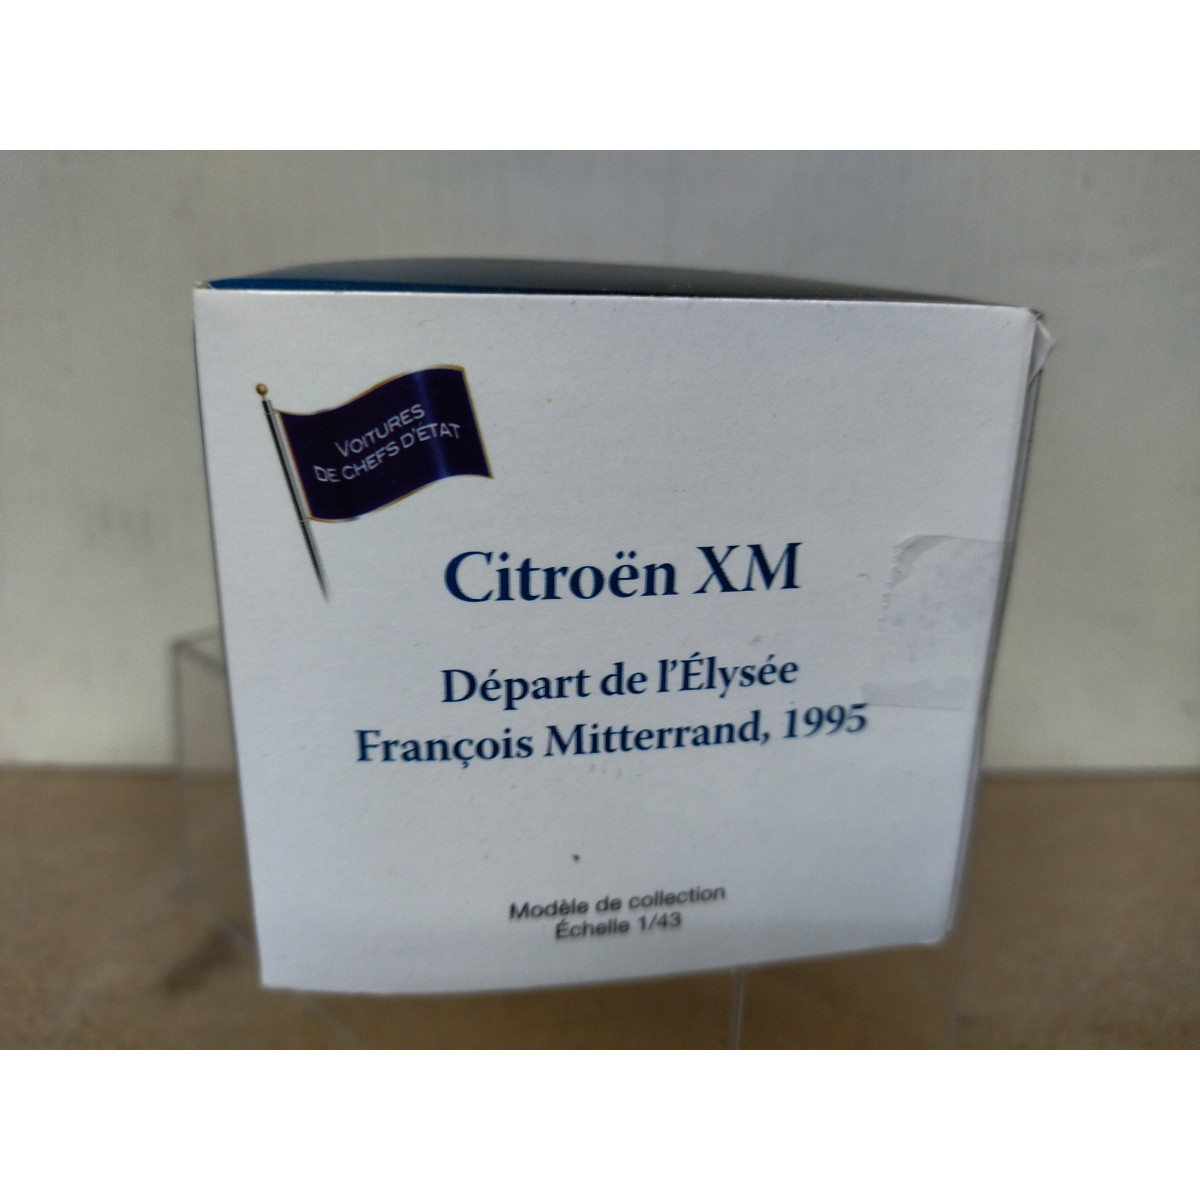 VOITURES
DE CHEFS D'ÉTAT
Citroën XM
Départ de l'Élysée
François Mitterrand, 1995
Modèle de collection
Échelle 1/43